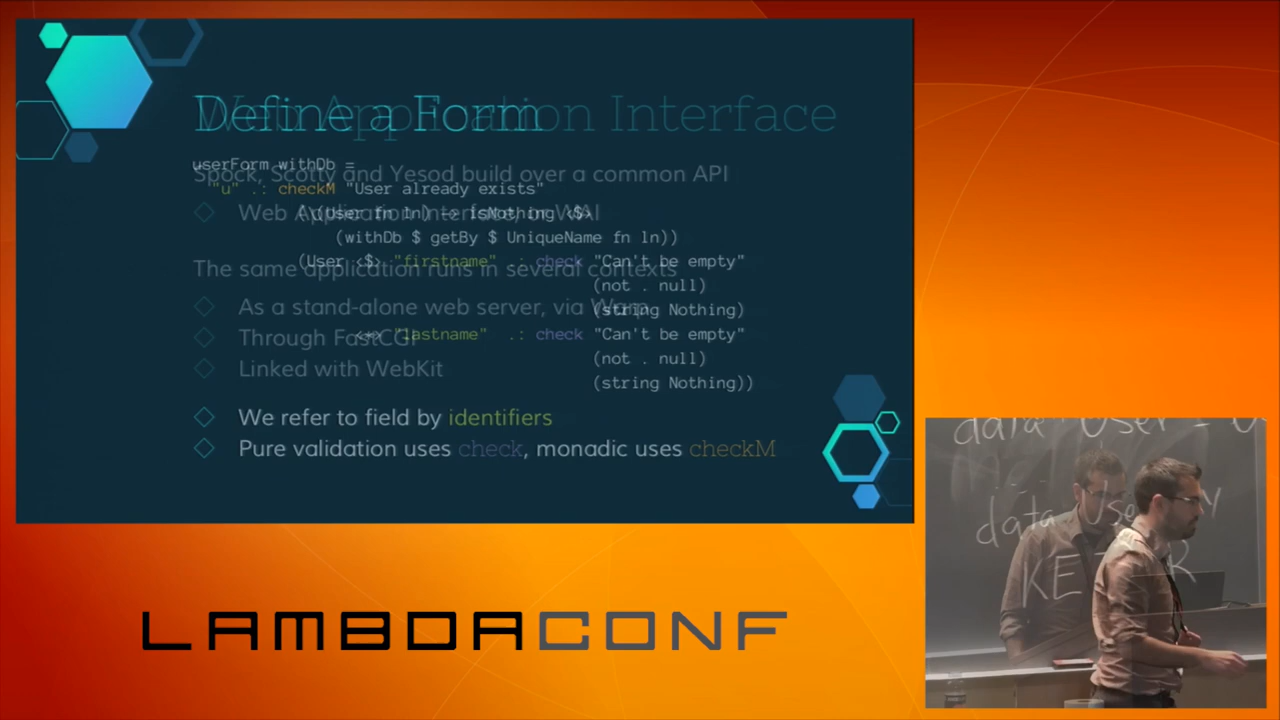 Define a Form
Web Application Interface
userForm withDb =
"u" .: checkM "User already exists"
(\(User fn ln) -> isNothing <$>
(withDb $ getBy $ UniqueName fn ln))
(User <$> "firstname" .: check "Can't be empty"
(not . null)
(string Nothing)
<*> "lastname" .: check "Can't be empty"
(not . null)
(string Nothing))
We refer to field by identifiers
Pure validation uses check, monadic uses checkM
Spock, Scotty and Yesod build over a common API
Web Application Interface, or WAI
The same application runs in several contexts
As a stand-alone web server, via Warp
Through FastCGI
Linked with WebKit
data User = U
data User
KE R
LAMBDACONF